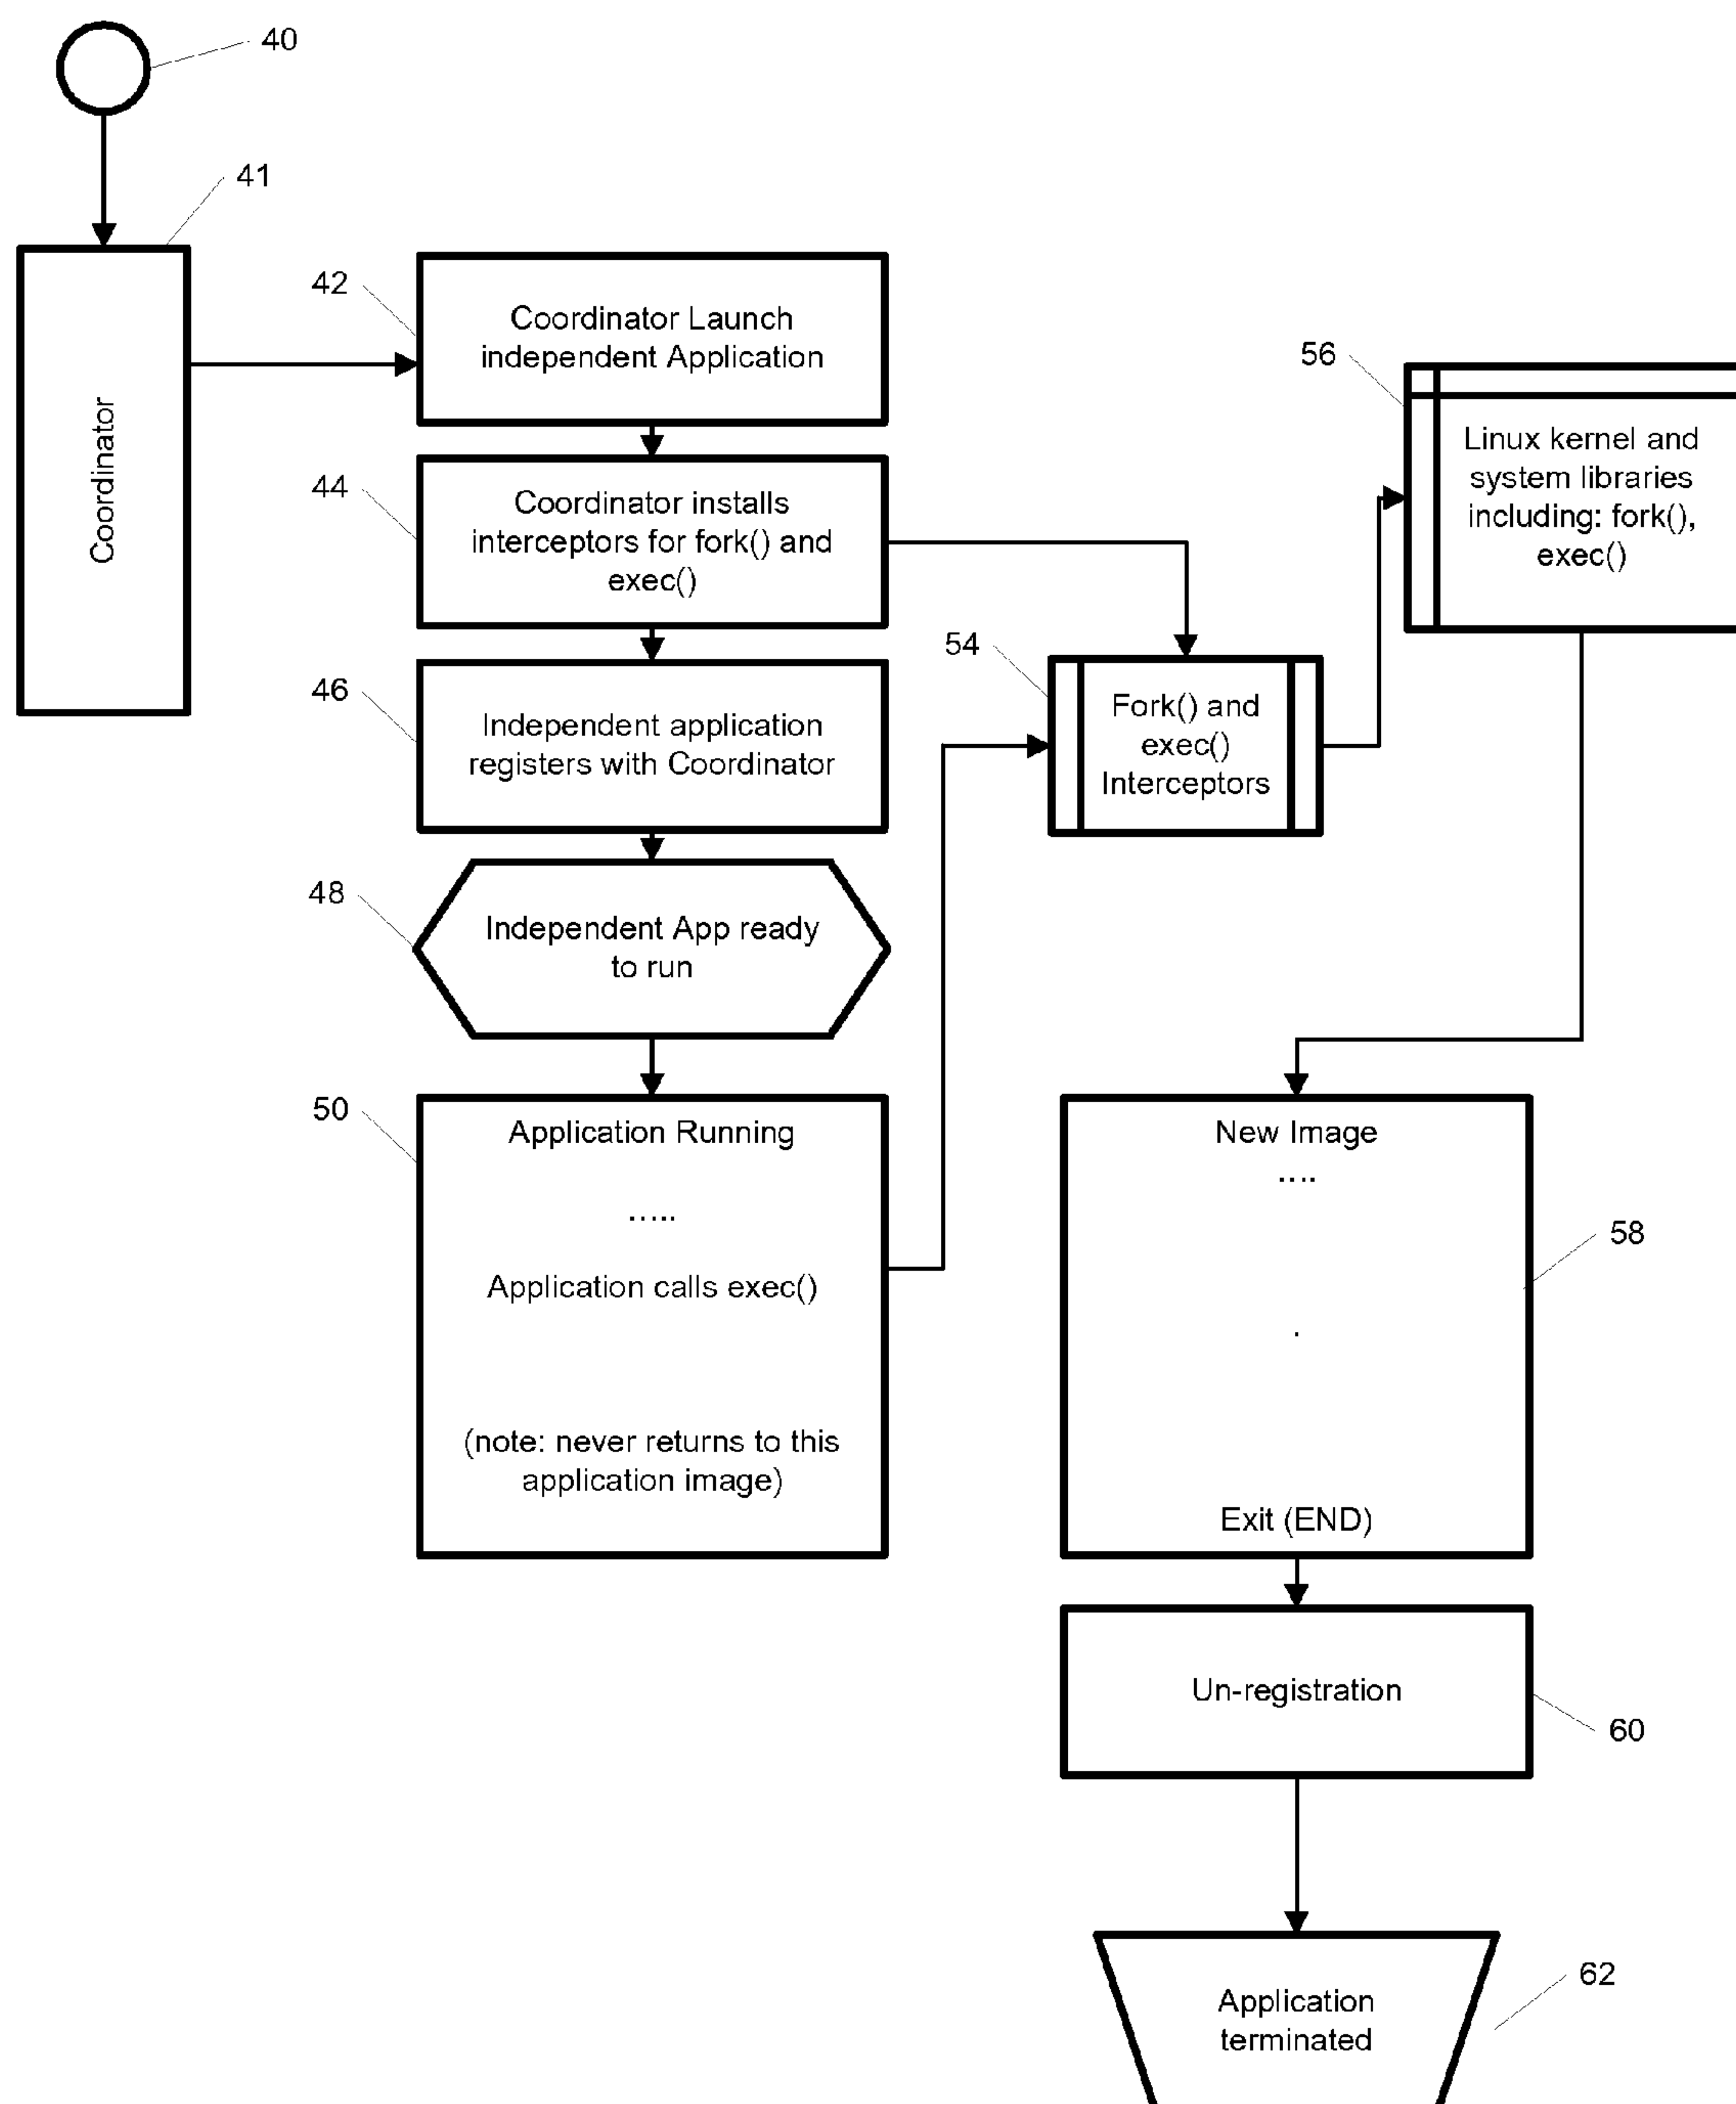 40
41
Coordinator
42
Coordinator Launch
independent Application
44
Coordinator installs
interceptors for fork() and
exec()
46
Independent application
registers with Coordinator
48
Independent App ready
to run
50
Application Running
.....
Application calls exec()
(note: never returns to this
application image)
54
Fork() and
exec()
Interceptors
56
Linux kernel and
system libraries
including: fork(),
exec()
58
New Image
....
.
Exit (END)
60
Un-registration
62
Application
terminated